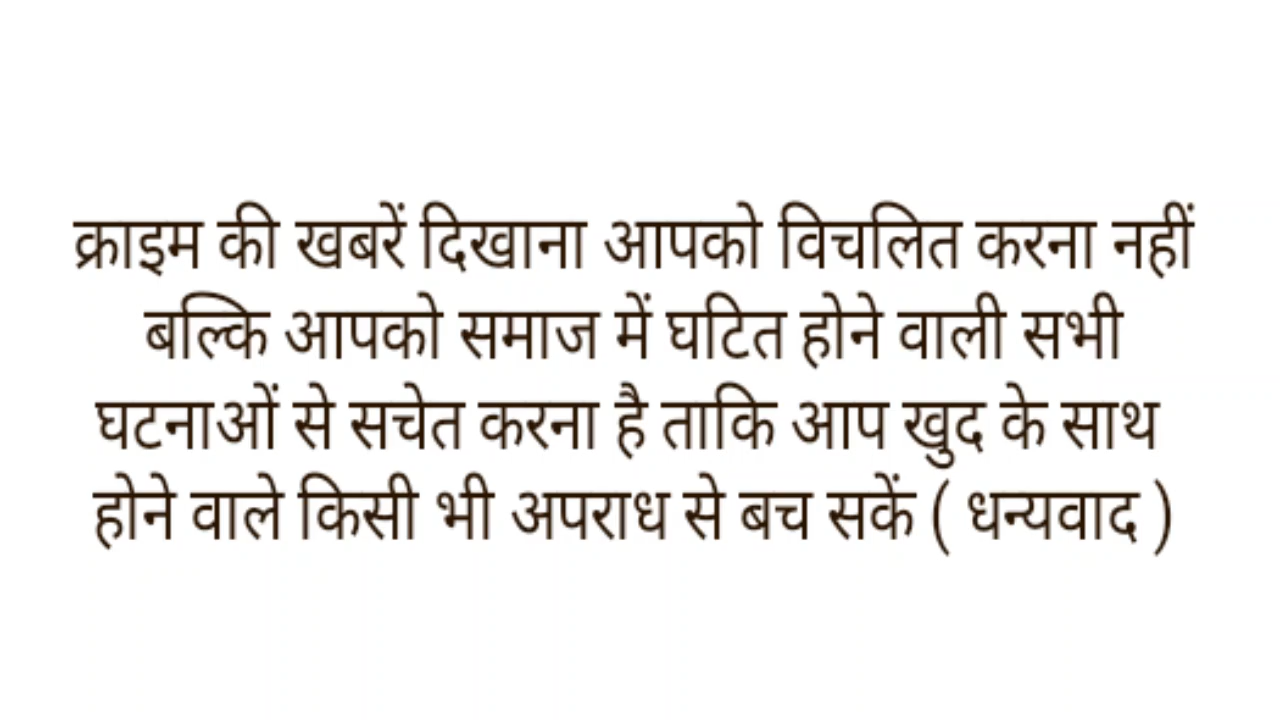 क्राइम की खबरें दिखाना आपको विचलित करना नहीं
बल्कि आपको समाज में घटित होने वाली सभी
घटनाओं से सचेत करना है ताकि आप खुद के साथ
होने वाले किसी भी अपराध से बच सकें ( धन्यवाद )